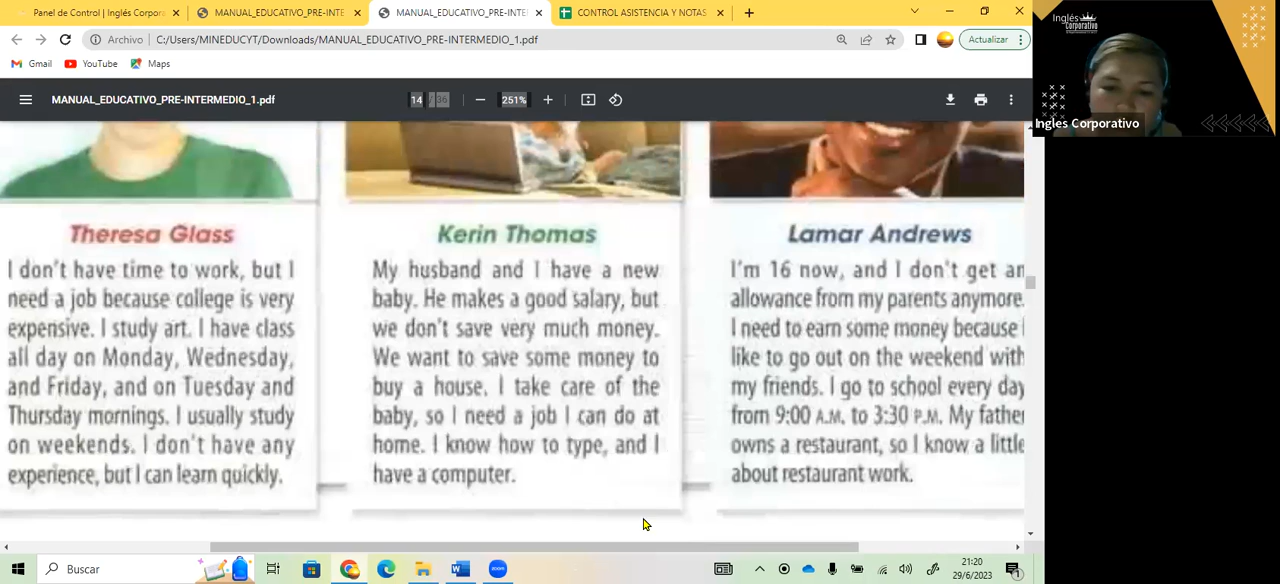 Panel de Control | Inglés Corpora
MANUAL_EDUCATIVO_PRE-INTE
MANUAL_EDUCATIVO_PRE-INTE
CONTROL ASISTENCIA Y NOTAS
Archivo
C:/Users/MINEDUCYT/Downloads/MANUAL_EDUCATIVO_PRE-INTERMEDIO_1.pdf
Actualizar
Gmail
YouTube
Maps
MANUAL_EDUCATIVO_PRE-INTERMEDIO_1.pdf
14 / 36
251%
Theresa Glass
I don't have time to work, but I
need a job because college is very
expensive. I study art. I have class
all day on Monday, Wednesday,
and Friday, and on Tuesday and
Thursday mornings. I usually study
on weekends. I don't have any
experience, but I can learn quickly.
Kerin Thomas
My husband and I have a new
baby. He makes a good salary, but
we don't save very much money.
We want to save some money to
buy a house. I take care of the
baby, so I need a job I can do at
home. I know how to type, and I
have a computer.
Lamar Andrews
I'm 16 now, and I don't get an
allowance from my parents anymore.
I need to earn some money because I
like to go out on the weekend with
my friends. I go to school every day
from 9:00 A.M. to 3:30 P.M. My father
owns a restaurant, so I know a little
about restaurant work.
Inglés
Corporativo
Ingles Corporativo
Buscar
21:20
29/6/2023